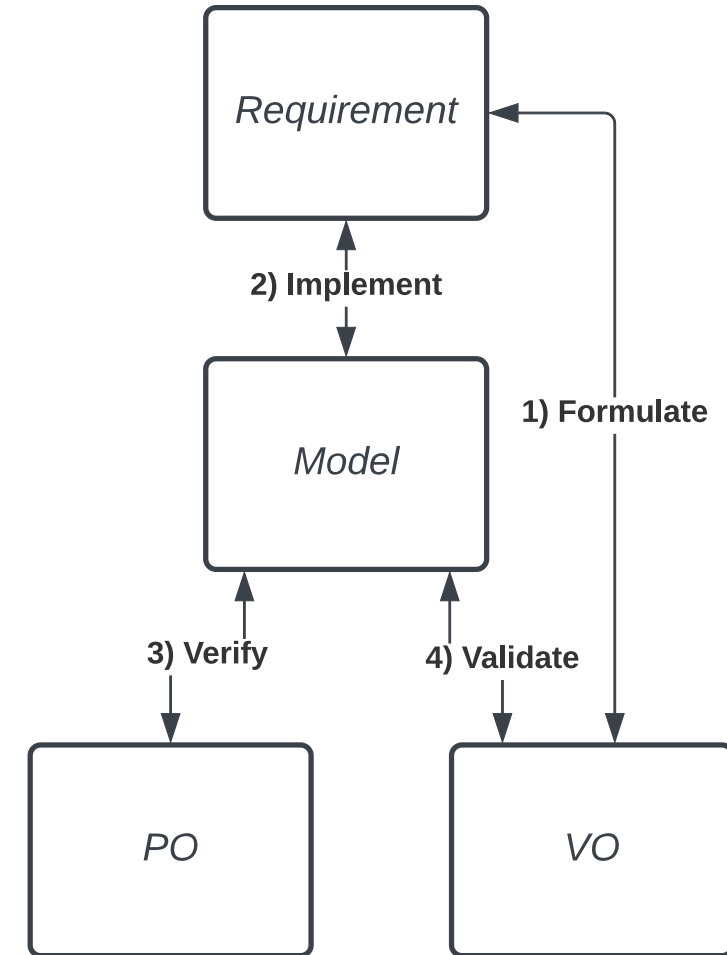 Requirement
2) Implement
1) Formulate
Model
3) Verify
4) Validate
PO
VO